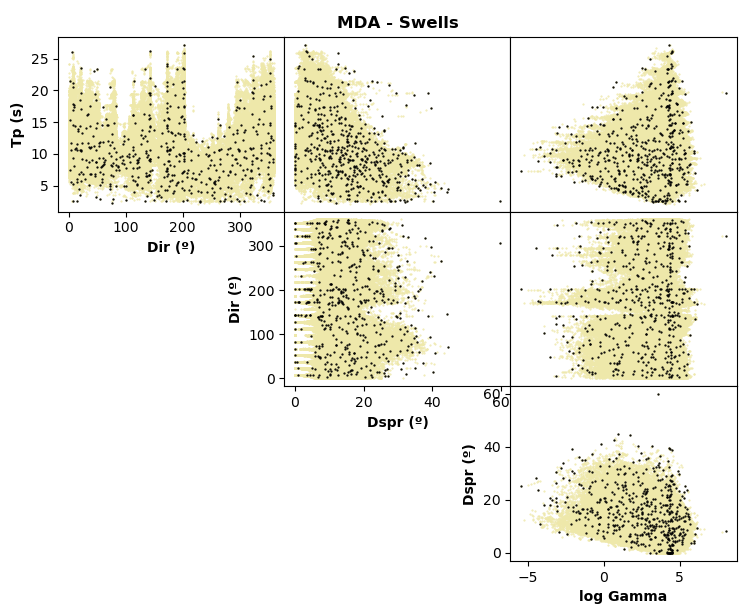 MDA - Swells
25
20
15
10
5
Tp (s)
0 100 200 300
Dir (º)
300
200
100
0
Dir (º)
0 20 40 60
Dspr (º)
60
40
20
0
Dspr (º)
−5 0 5
log Gamma